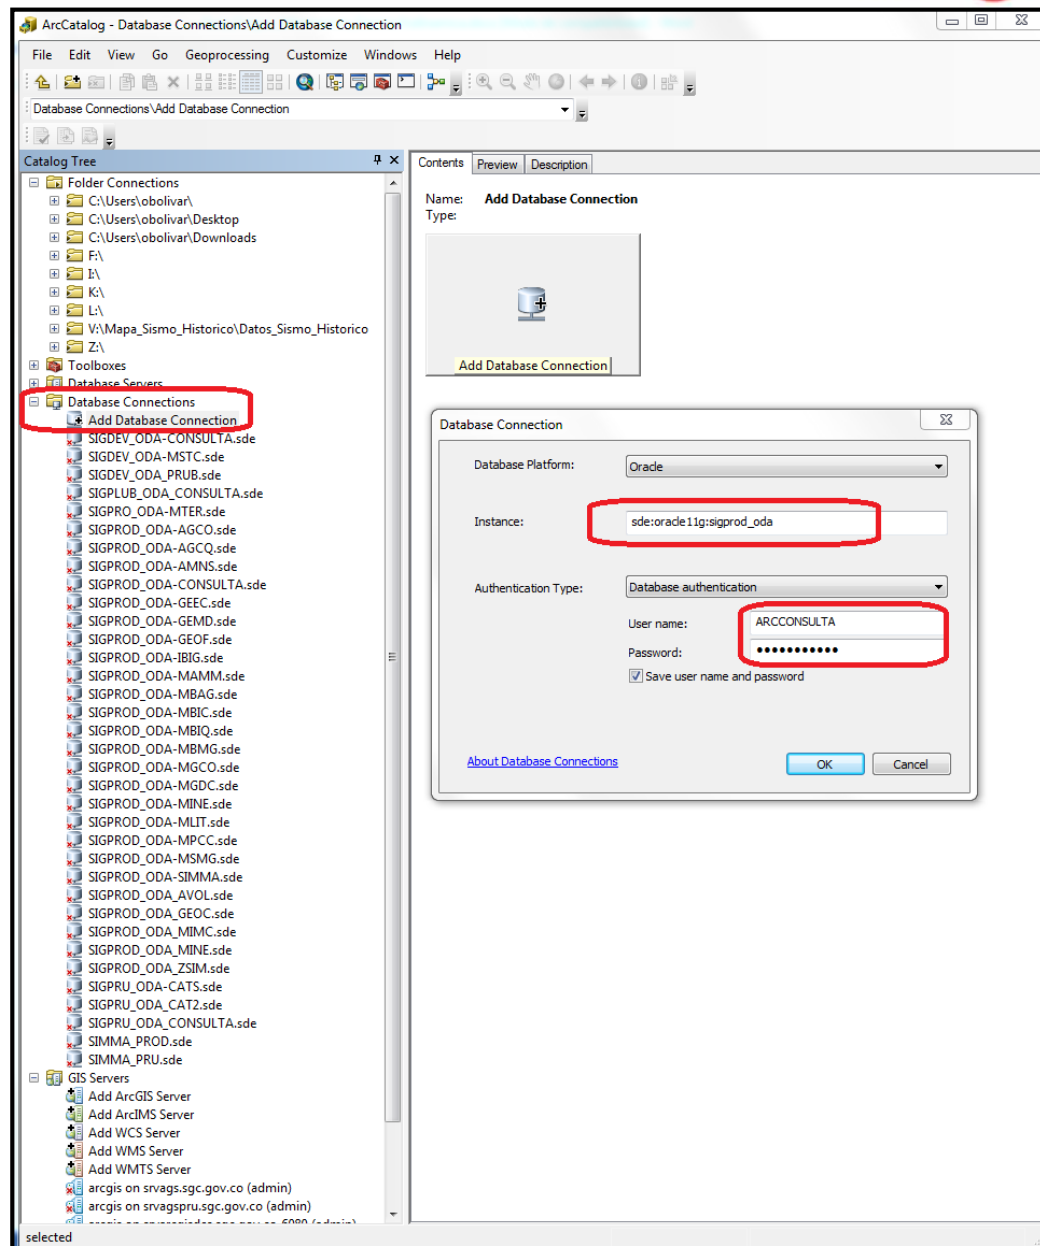 ArcCatalog - Database Connections\Add Database Connection
File Edit View Go Geoprocessing Customize Windows Help
Database Connections\Add Database Connection
Catalog Tree
Folder Connections
C:\Users\obolivar\
C:\Users\obolivar\Desktop
C:\Users\obolivar\Downloads
F:\
I:\
K:\
L:\
V:\Mapa_Sismo_Historico\Datos_Sismo_Historico
Z:\
Toolboxes
Database Servers
Database Connections
Add Database Connection
SIGDEV_ODA-CONSULTA.sde
SIGDEV_ODA-MSTC.sde
SIGDEV_ODA_PRUB.sde
SIGPLUB_ODA_CONSULTA.sde
SIGPRO_ODA-MTER.sde
SIGPROD_ODA-AGCO.sde
SIGPROD_ODA-AGCQ.sde
SIGPROD_ODA-AMNS.sde
SIGPROD_ODA-CONSULTA.sde
SIGPROD_ODA-GEEC.sde
SIGPROD_ODA-GEMD.sde
SIGPROD_ODA-GEOF.sde
SIGPROD_ODA-IBIG.sde
SIGPROD_ODA-MAMM.sde
SIGPROD_ODA-MBAG.sde
SIGPROD_ODA-MBIC.sde
SIGPROD_ODA-MBIQ.sde
SIGPROD_ODA-MBMG.sde
SIGPROD_ODA-MGCO.sde
SIGPROD_ODA-MGDC.sde
SIGPROD_ODA-MINE.sde
SIGPROD_ODA-MLIT.sde
SIGPROD_ODA-MPCC.sde
SIGPROD_ODA-MSMG.sde
SIGPROD_ODA-SIMMA.sde
SIGPROD_ODA_AVOL.sde
SIGPROD_ODA_GEOC.sde
SIGPROD_ODA_MIMC.sde
SIGPROD_ODA_MINE.sde
SIGPROD_ODA_ZSIM.sde
SIGPRU_ODA-CATS.sde
SIGPRU_ODA_CAT2.sde
SIGPRU_ODA_CONSULTA.sde
SIMMA_PROD.sde
SIMMA_PRU.sde
GIS Servers
Add ArcGIS Server
Add ArcIMS Server
Add WCS Server
Add WMS Server
Add WMTS Server
arcgis on srvags.sgc.gov.co (admin)
arcgis on srvagspru.sgc.gov.co (admin)
selected
Contents Preview Description
Name: Add Database Connection
Type:
Add Database Connection
Database Connection
Database Platform: Oracle
Instance: sde:oracle11g:sigprod_oda
Authentication Type: Database authentication
User name: ARCCONSULTA
Password: •••••••••••
Save user name and password
About Database Connections
OK Cancel